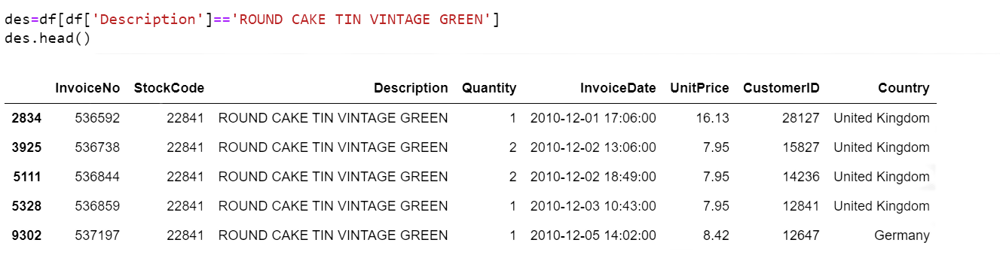 des=df[df['Description']=='ROUND CAKE TIN VINTAGE GREEN']
des.head()
InvoiceNo StockCode Description Quantity InvoiceDate UnitPrice CustomerID Country
2834 536592 22841 ROUND CAKE TIN VINTAGE GREEN 1 2010-12-01 17:06:00 16.13 28127 United Kingdom
3925 536738 22841 ROUND CAKE TIN VINTAGE GREEN 2 2010-12-02 13:06:00 7.95 15827 United Kingdom
5111 536844 22841 ROUND CAKE TIN VINTAGE GREEN 2 2010-12-02 18:49:00 7.95 14236 United Kingdom
5328 536859 22841 ROUND CAKE TIN VINTAGE GREEN 1 2010-12-03 10:43:00 7.95 12841 United Kingdom
9302 537197 22841 ROUND CAKE TIN VINTAGE GREEN 1 2010-12-05 14:02:00 8.42 12647 Germany